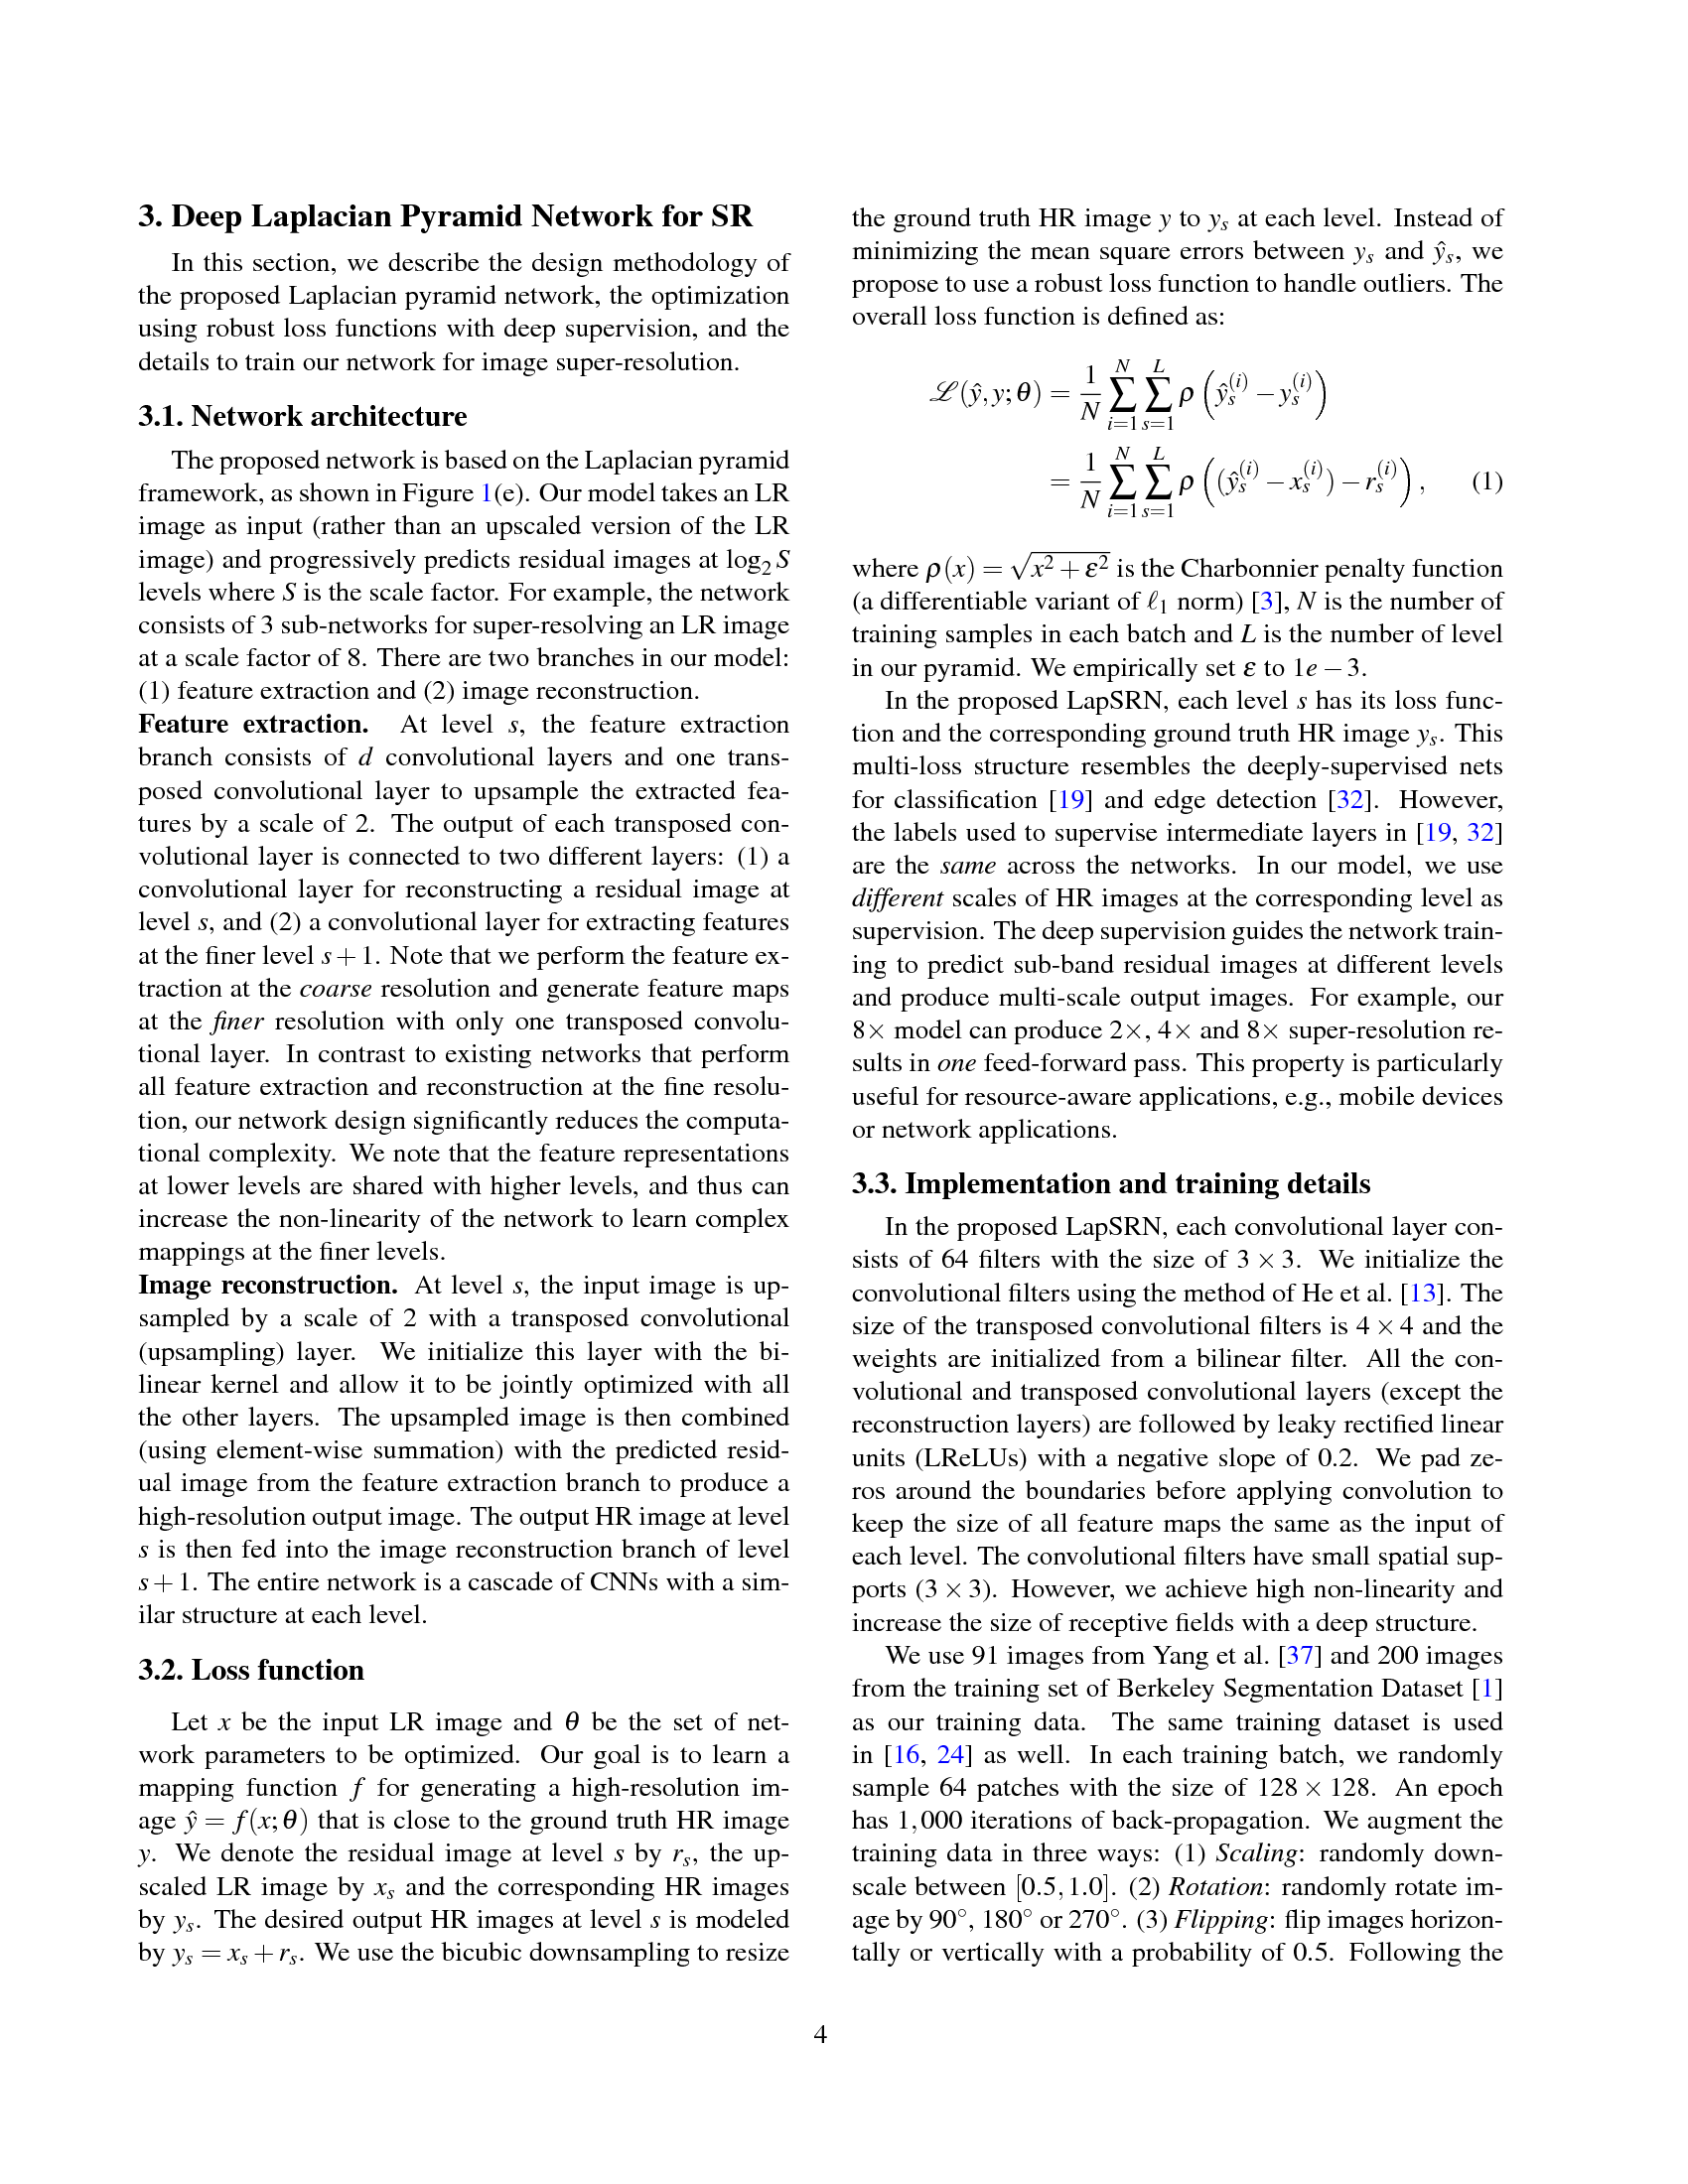 3. Deep Laplacian Pyramid Network for SR
In this section, we describe the design methodology of
the proposed Laplacian pyramid network, the optimization
using robust loss functions with deep supervision, and the
details to train our network for image super-resolution.
3.1. Network architecture
The proposed network is based on the Laplacian pyramid
framework, as shown in Figure 1(e). Our model takes an LR
image as input (rather than an upscaled version of the LR
image) and progressively predicts residual images at log₂ S
levels where S is the scale factor. For example, the network
consists of 3 sub-networks for super-resolving an LR image
at a scale factor of 8. There are two branches in our model:
(1) feature extraction and (2) image reconstruction.
Feature extraction. At level s, the feature extraction
branch consists of d convolutional layers and one trans-
posed convolutional layer to upsample the extracted fea-
tures by a scale of 2. The output of each transposed con-
volutional layer is connected to two different layers: (1) a
convolutional layer for reconstructing a residual image at
level s, and (2) a convolutional layer for extracting features
at the finer level s + 1. Note that we perform the feature ex-
traction at the coarse resolution and generate feature maps
at the finer resolution with only one transposed convolu-
tional layer. In contrast to existing networks that perform
all feature extraction and reconstruction at the fine resolu-
tion, our network design significantly reduces the computa-
tional complexity. We note that the feature representations
at lower levels are shared with higher levels, and thus can
increase the non-linearity of the network to learn complex
mappings at the finer levels.
Image reconstruction. At level s, the input image is up-
sampled by a scale of 2 with a transposed convolutional
(upsampling) layer. We initialize this layer with the bi-
linear kernel and allow it to be jointly optimized with all
the other layers. The upsampled image is then combined
(using element-wise summation) with the predicted resid-
ual image from the feature extraction branch to produce a
high-resolution output image. The output HR image at level
s is then fed into the image reconstruction branch of level
s + 1. The entire network is a cascade of CNNs with a sim-
ilar structure at each level.
3.2. Loss function
Let x be the input LR image and θ be the set of net-
work parameters to be optimized. Our goal is to learn a
mapping function f for generating a high-resolution im-
age ŷ = f(x; θ) that is close to the ground truth HR image
y. We denote the residual image at level s by rₛ, the up-
scaled LR image by xₛ and the corresponding HR images
by yₛ. The desired output HR images at level s is modeled
by yₛ = xₛ + rₛ. We use the bicubic downsampling to resize
the ground truth HR image y to yₛ at each level. Instead of
minimizing the mean square errors between yₛ and ŷₛ, we
propose to use a robust loss function to handle outliers. The
overall loss function is defined as:
ℒ(ŷ, y; θ) = 1/N ∑_{i=1}^{N} ∑_{s=1}^{L} ρ (ŷₛ^{(i)} − yₛ^{(i)})
= 1/N ∑_{i=1}^{N} ∑_{s=1}^{L} ρ ((ŷₛ^{(i)} − xₛ^{(i)}) − rₛ^{(i)}), (1)
where ρ(x) = √(x² + ε²) is the Charbonnier penalty function
(a differentiable variant of ℓ₁ norm) [3], N is the number of
training samples in each batch and L is the number of level
in our pyramid. We empirically set ε to 1e − 3.
In the proposed LapSRN, each level s has its loss func-
tion and the corresponding ground truth HR image yₛ. This
multi-loss structure resembles the deeply-supervised nets
for classification [19] and edge detection [32]. However,
the labels used to supervise intermediate layers in [19, 32]
are the same across the networks. In our model, we use
different scales of HR images at the corresponding level as
supervision. The deep supervision guides the network train-
ing to predict sub-band residual images at different levels
and produce multi-scale output images. For example, our
8× model can produce 2×, 4× and 8× super-resolution re-
sults in one feed-forward pass. This property is particularly
useful for resource-aware applications, e.g., mobile devices
or network applications.
3.3. Implementation and training details
In the proposed LapSRN, each convolutional layer con-
sists of 64 filters with the size of 3 × 3. We initialize the
convolutional filters using the method of He et al. [13]. The
size of the transposed convolutional filters is 4 × 4 and the
weights are initialized from a bilinear filter. All the con-
volutional and transposed convolutional layers (except the
reconstruction layers) are followed by leaky rectified linear
units (LReLUs) with a negative slope of 0.2. We pad ze-
ros around the boundaries before applying convolution to
keep the size of all feature maps the same as the input of
each level. The convolutional filters have small spatial sup-
ports (3 × 3). However, we achieve high non-linearity and
increase the size of receptive fields with a deep structure.
We use 91 images from Yang et al. [37] and 200 images
from the training set of Berkeley Segmentation Dataset [1]
as our training data. The same training dataset is used
in [16, 24] as well. In each training batch, we randomly
sample 64 patches with the size of 128 × 128. An epoch
has 1,000 iterations of back-propagation. We augment the
training data in three ways: (1) Scaling: randomly down-
scale between [0.5, 1.0]. (2) Rotation: randomly rotate im-
age by 90°, 180° or 270°. (3) Flipping: flip images horizon-
tally or vertically with a probability of 0.5. Following the
4